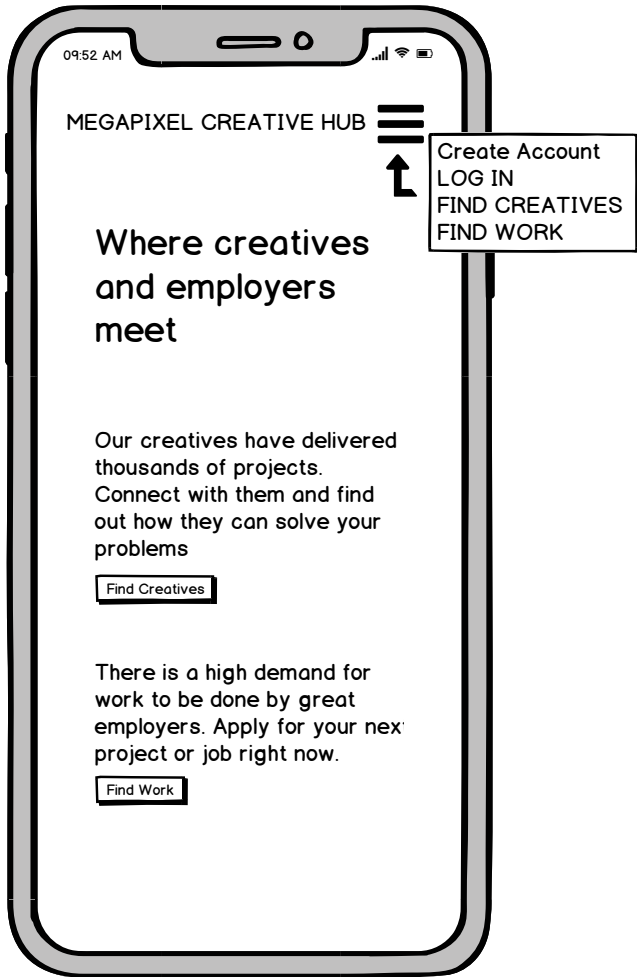 09:52 AM
MEGAPIXEL CREATIVE HUB
Create Account
LOG IN
FIND CREATIVES
FIND WORK
Where creatives
and employers
meet
Our creatives have delivered
thousands of projects.
Connect with them and find
out how they can solve your
problems
Find Creatives
There is a high demand for
work to be done by great
employers. Apply for your nex
project or job right now.
Find Work